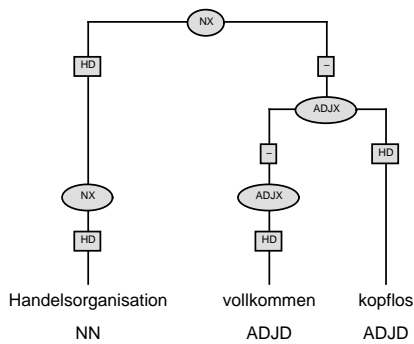 NX
HD –
ADJX
– HD
NX ADJX
HD HD
Handelsorganisation vollkommen kopflos
NN ADJD ADJD